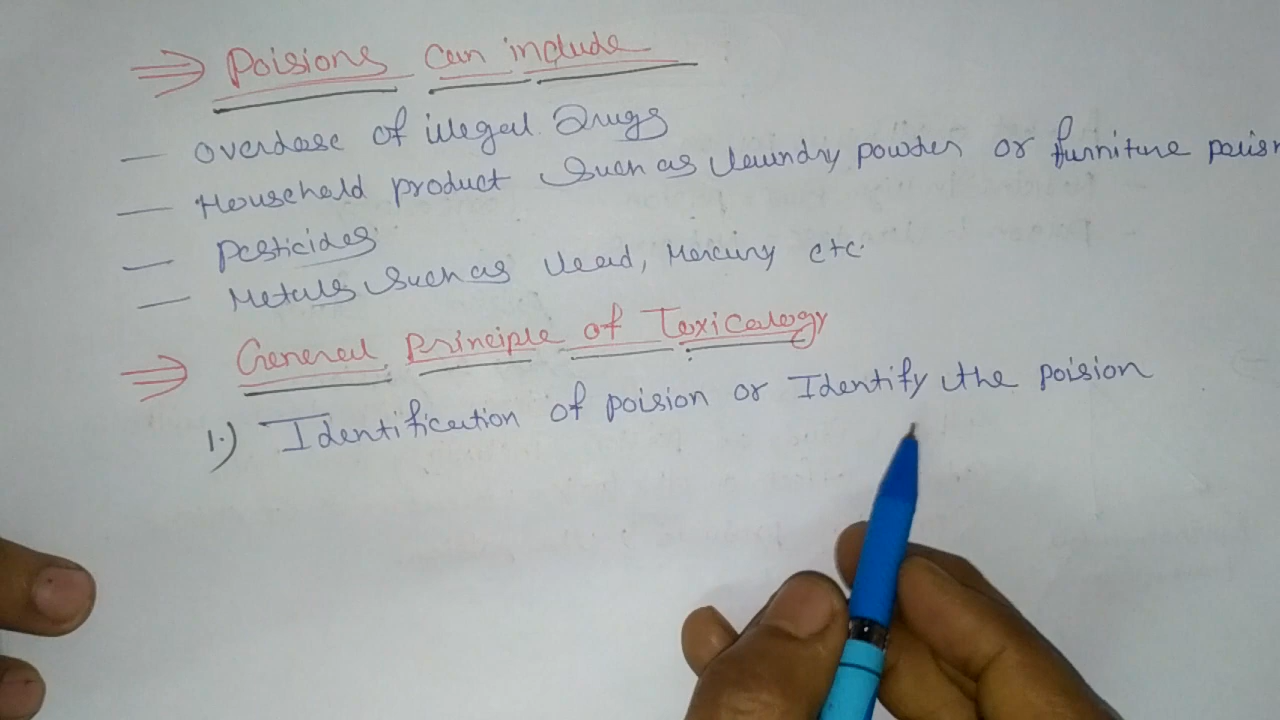 ⇒ Poisions can include
— overdose of illegal Drugs
— Household product such as laundry powder or furniture
— Pesticides
— Metals such as lead, Mercury etc.
⇒ General Principle of Toxicology
1.) Identification of poision or Identify the poision